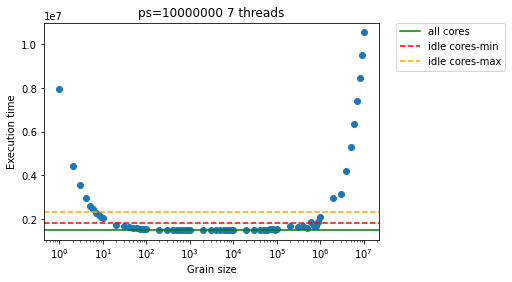 ps=10000000 7 threads
1e7
1.0
0.8
0.6
0.4
0.2
Execution time
10^0
10^1
10^2
10^3
10^4
10^5
10^6
10^7
Grain size
all cores
idle cores-min
idle cores-max